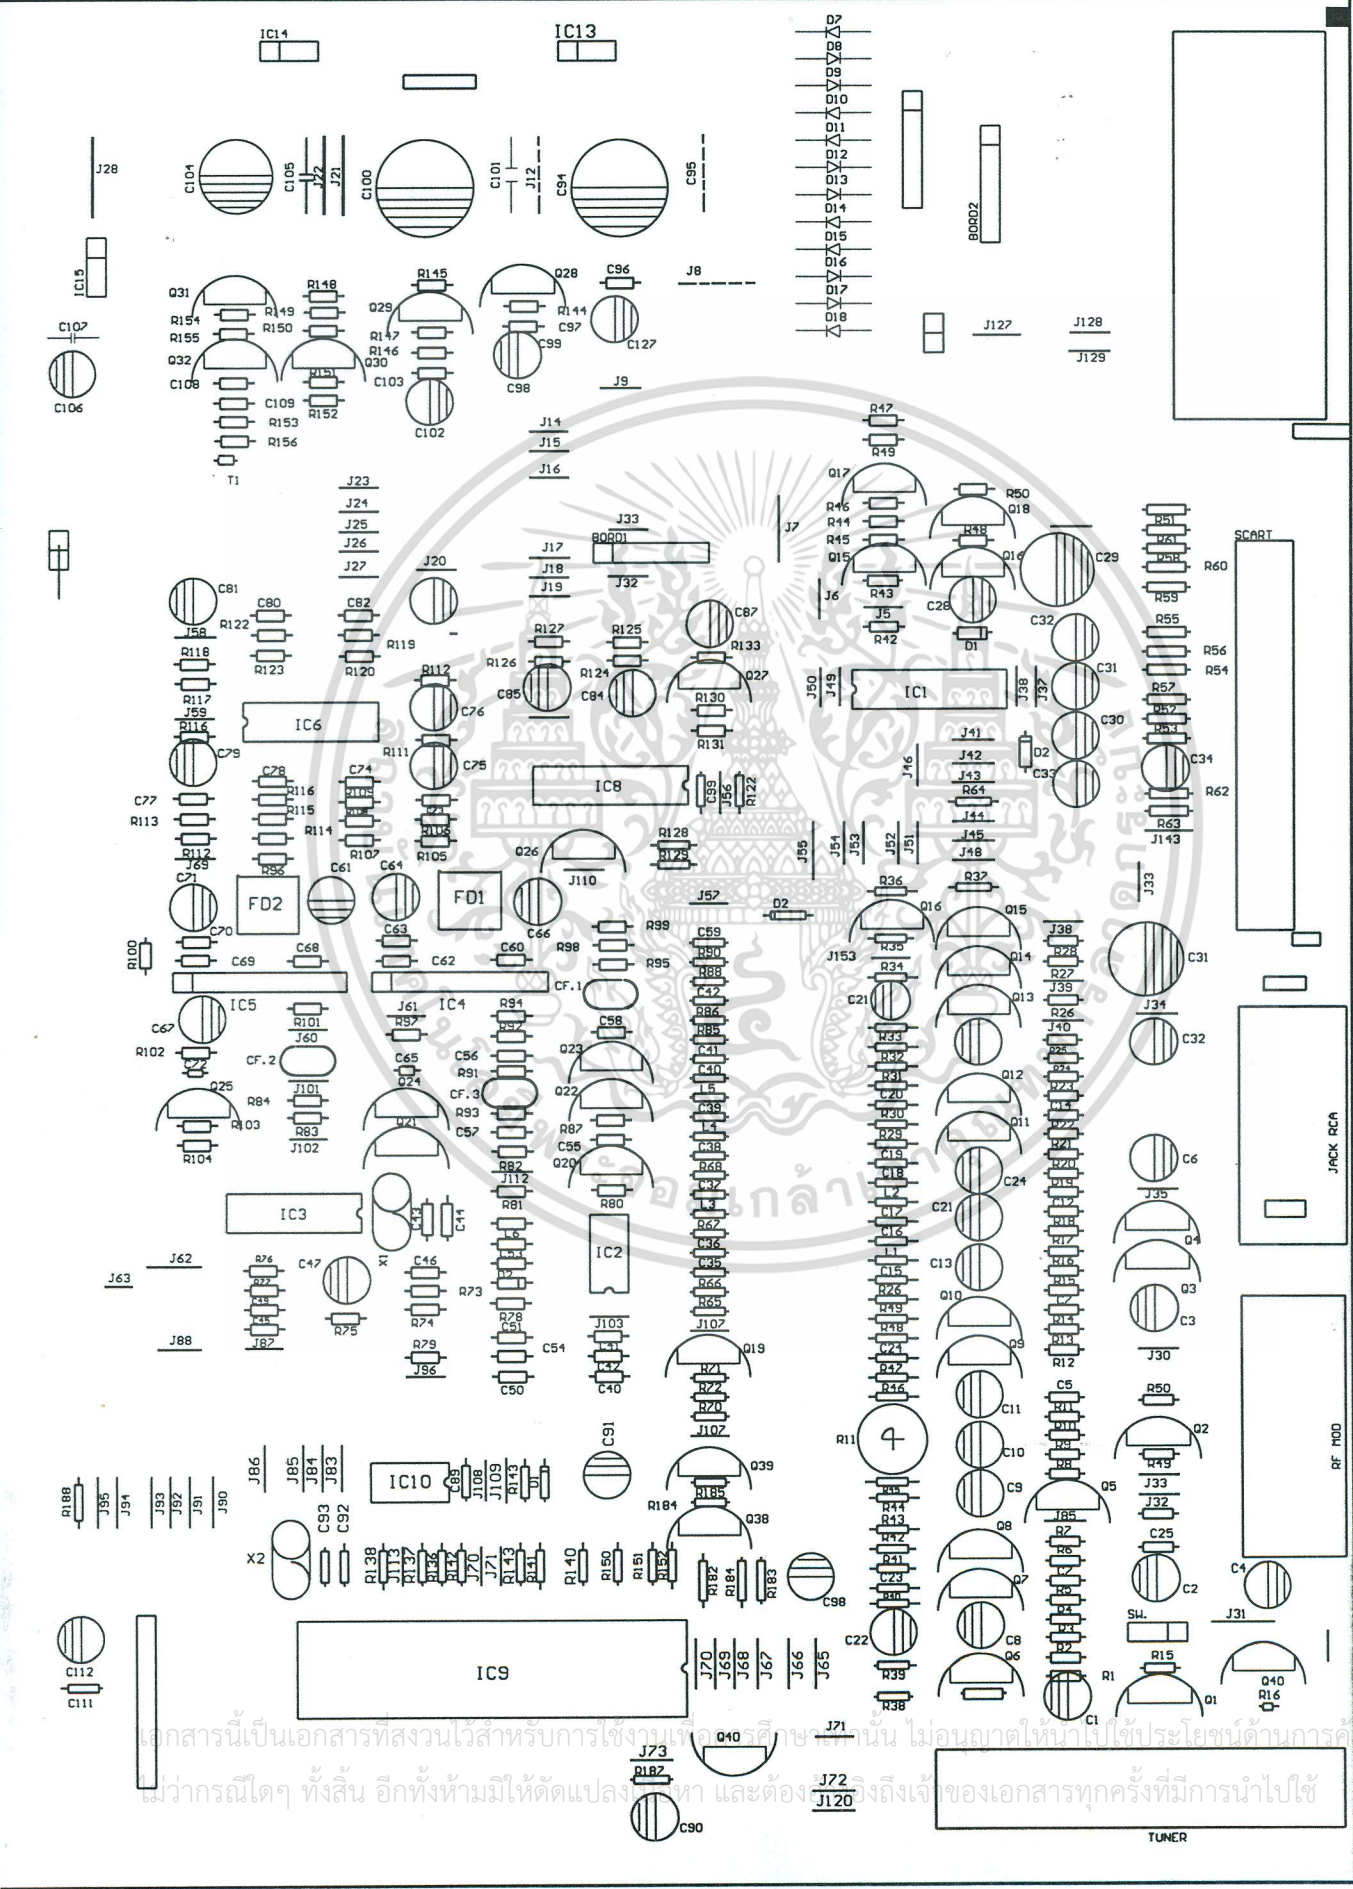 IC14
IC13
D7
D8
D9
D10
D11
D12
D13
D14
D15
D16
D17
D18
J28
C104
C105
J22
J21
C100
C101
J12
C94
C95
BORD2
IC15
Q31
R148
R145
Q28
C96
J8
R154
R149
Q29
R144
R155
R150
R147
C97
C107
C127
J127
J128
Q32
Q30
R146
C99
J129
C108
R151
C103
C98
J9
C106
C109
R152
R153
C102
J14
R47
R156
J15
R49
T1
J23
J16
Q17
R50
J24
R46
Q18
J25
J33
R44
R51
J26
BORD1
J7
R45
R48
R61
SCART
J27
J20
J17
Q15
Q16
C29
R58
R60
J18
J32
R43
R59
C81
J19
J6
C28
C80
C82
C87
J5
C32
R55
J58
R122
R119
R127
R125
R42
D1
R118
R123
R120
R126
R124
R133
R56
R112
C31
R54
R117
C85
C84
Q27
J50
J49
IC1
J38
J37
R57
J59
IC6
C76
R130
C30
R52
R116
R111
R131
J41
R53
C79
C75
J46
J42
D2
C34
C78
C74
IC8
C99
J56
R122
J43
C33
C77
R116
R109
R64
R62
R113
R115
R114
R106
J44
R63
R112
R107
R105
R128
J55
J54
J53
J52
J51
J45
J143
J69
R96
Q26
R129
J48
C71
C61
C64
J110
R36
R37
J33
FD2
FD1
J57
D2
Q16
Q15
C70
C63
C66
R99
C59
R35
J38
R100
C68
C60
R98
R90
J153
Q14
R28
C31
C69
C62
R95
R88
R34
R27
IC5
IC4
CF.1
C42
C21
Q13
J39
J34
C67
R101
J61
R94
R86
R26
R102
J60
R97
R92
C58
R85
R33
J40
C32
C72
CF.2
C65
C56
Q23
C41
R32
R25
Q25
J101
Q24
R91
C40
R31
Q12
R23
R84
CF.3
Q22
L5
C20
R103
R83
Q21
R93
R87
C39
R30
Q11
R22
JACK RCA
R104
J102
C57
C55
L4
R29
R21
R82
Q20
C38
C19
R20
C6
J112
R68
C18
C24
R19
J35
IC3
R81
R80
C37
L2
C12
C43
C44
L3
C17
C21
R18
L6
IC2
R67
C16
R17
Q4
J62
X1
C53
C36
L1
R16
J63
R76
C47
C46
C35
C15
C13
R15
R77
R73
R66
R26
Q10
Q3
R75
R74
R78
R65
R49
R14
C3
J88
J87
R79
C51
J103
J107
R48
Q9
R13
J30
J96
C54
C41
Q19
C24
R12
C50
C40
R71
R47
C5
R50
R72
R46
C11
R11
R70
R10
Q2
J107
R11
C10
R9
R49
RF MOD
J86
J85
J84
J83
C91
Q39
R8
J33
R188
J95
J94
J93
J92
J91
J90
IC10
C89
J108
J109
R143
D1
R185
R44
C9
Q5
J32
R184
R43
J85
C93
C92
Q38
R42
Q8
R7
C25
X2
R138
J113
R137
R136
R142
J70
J71
R143
R141
R140
R150
R151
R152
R182
R184
R183
R41
R6
C2
C4
C98
C23
Q7
C7
R5
C112
C22
C8
R4
SW.
J31
C111
IC9
J70
J69
J68
J67
J66
J65
R3
R39
Q6
R2
R15
R38
R1
Q1
Q40
C1
R16
Q40
J71
J73
R187
J72
J120
C90
TUNER
เอกสารนี้เป็นเอกสารที่สงวนไว้สำหรับการใช้งานเพื่อการศึกษาเท่านั้น ไม่อนุญาตให้นำไปใช้ประโยชน์ด้านการค้า
ไม่ว่ากรณีใดๆ ทั้งสิ้น อีกทั้งห้ามมิให้ดัดแปลงเนื้อหา และต้องอ้างอิงถึงเจ้าของเอกสารทุกครั้งที่มีการนำไปใช้